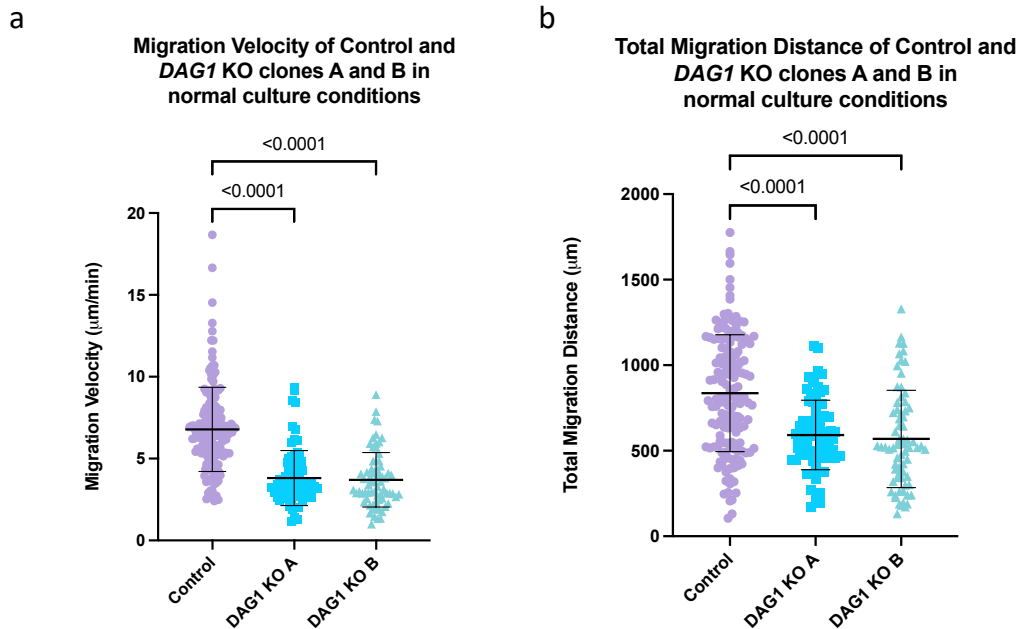 a
Migration Velocity of Control and
DAG1 KO clones A and B in
normal culture conditions
<0.0001
<0.0001
20
15
10
5
0
Migration Velocity (μm/min)
Control
DAG1 KO A
DAG1 KO B
b
Total Migration Distance of Control and
DAG1 KO clones A and B in
normal culture conditions
<0.0001
<0.0001
2000
1500
1000
500
0
Total Migration Distance (μm)
Control
DAG1 KO A
DAG1 KO B